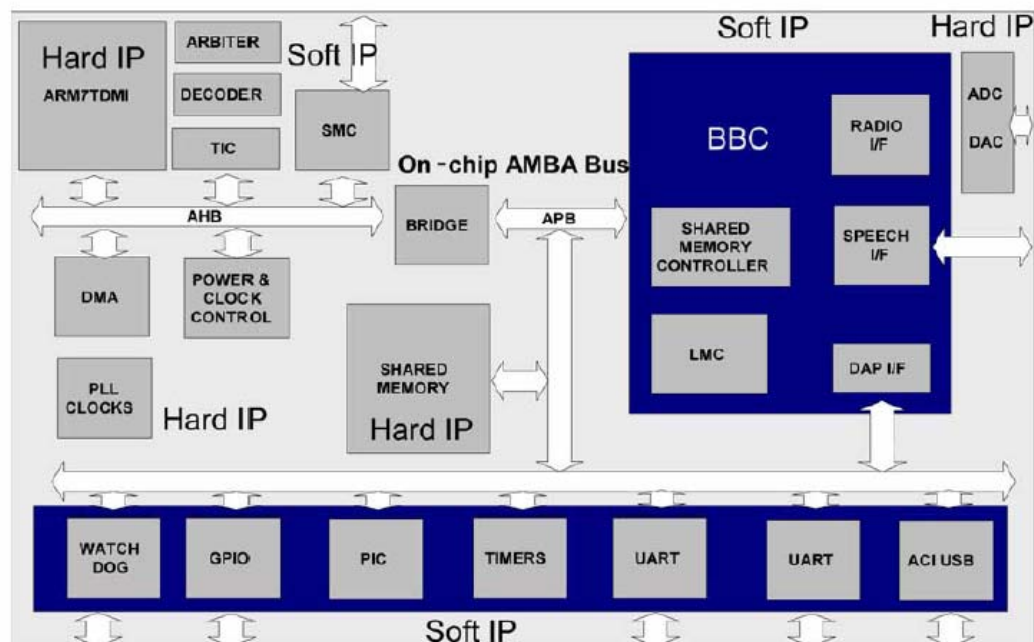 Hard IP
ARM7TDMI
ARBITER
DECODER
TIC
Soft IP
SMC
Soft IP
Hard IP
BBC
RADIO
I/F
ADC
DAC
On-chip AMBA Bus
AHB
BRIDGE
APB
SHARED
MEMORY
CONTROLLER
SPEECH
I/F
DMA
POWER &
CLOCK
CONTROL
LMC
DAP I/F
PLL
CLOCKS
Hard IP
SHARED
MEMORY
Hard IP
WATCH
DOG
GPIO
PIC
TIMERS
UART
UART
ACI USB
Soft IP